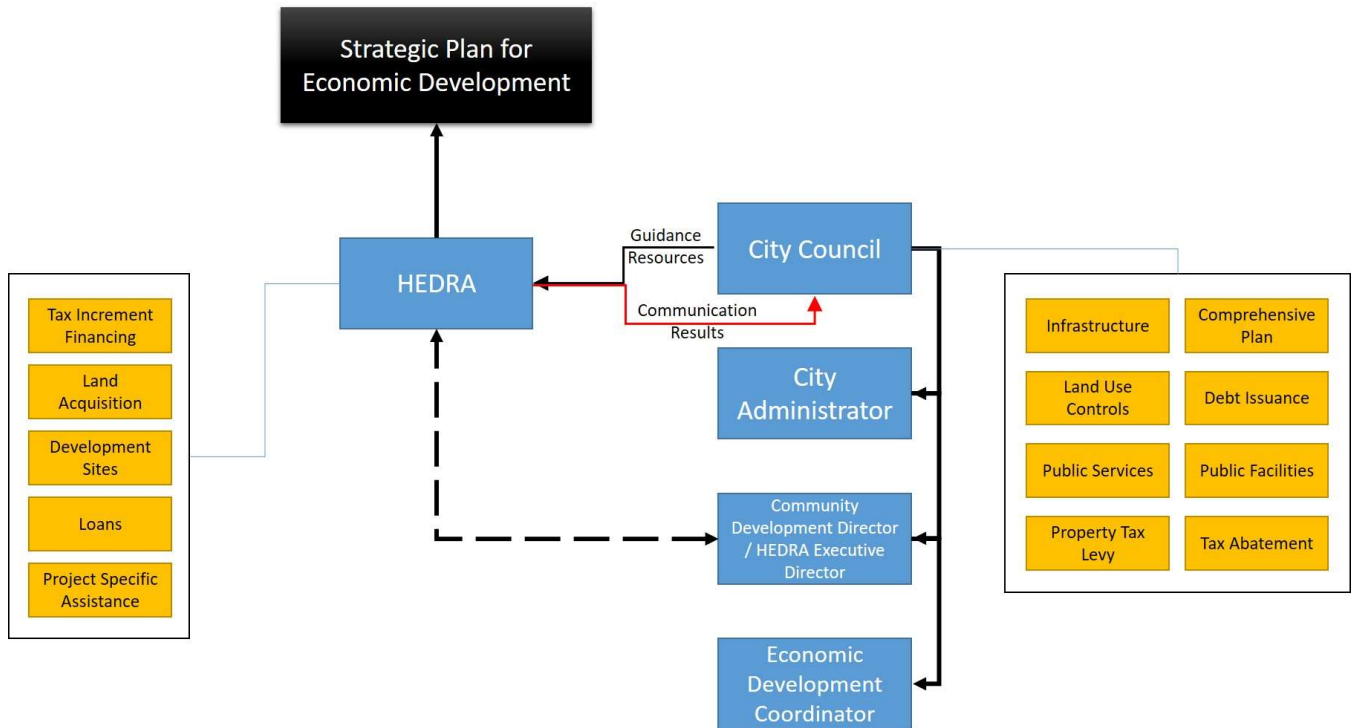 Strategic Plan for
Economic Development
HEDRA
Guidance
Resources
Communication
Results
City Council
City
Administrator
Community
Development Director
/ HEDRA Executive
Director
Economic
Development
Coordinator
Tax Increment
Financing
Land
Acquisition
Development
Sites
Loans
Project Specific
Assistance
Infrastructure
Comprehensive
Plan
Land Use
Controls
Debt Issuance
Public Services
Public Facilities
Property Tax
Levy
Tax Abatement